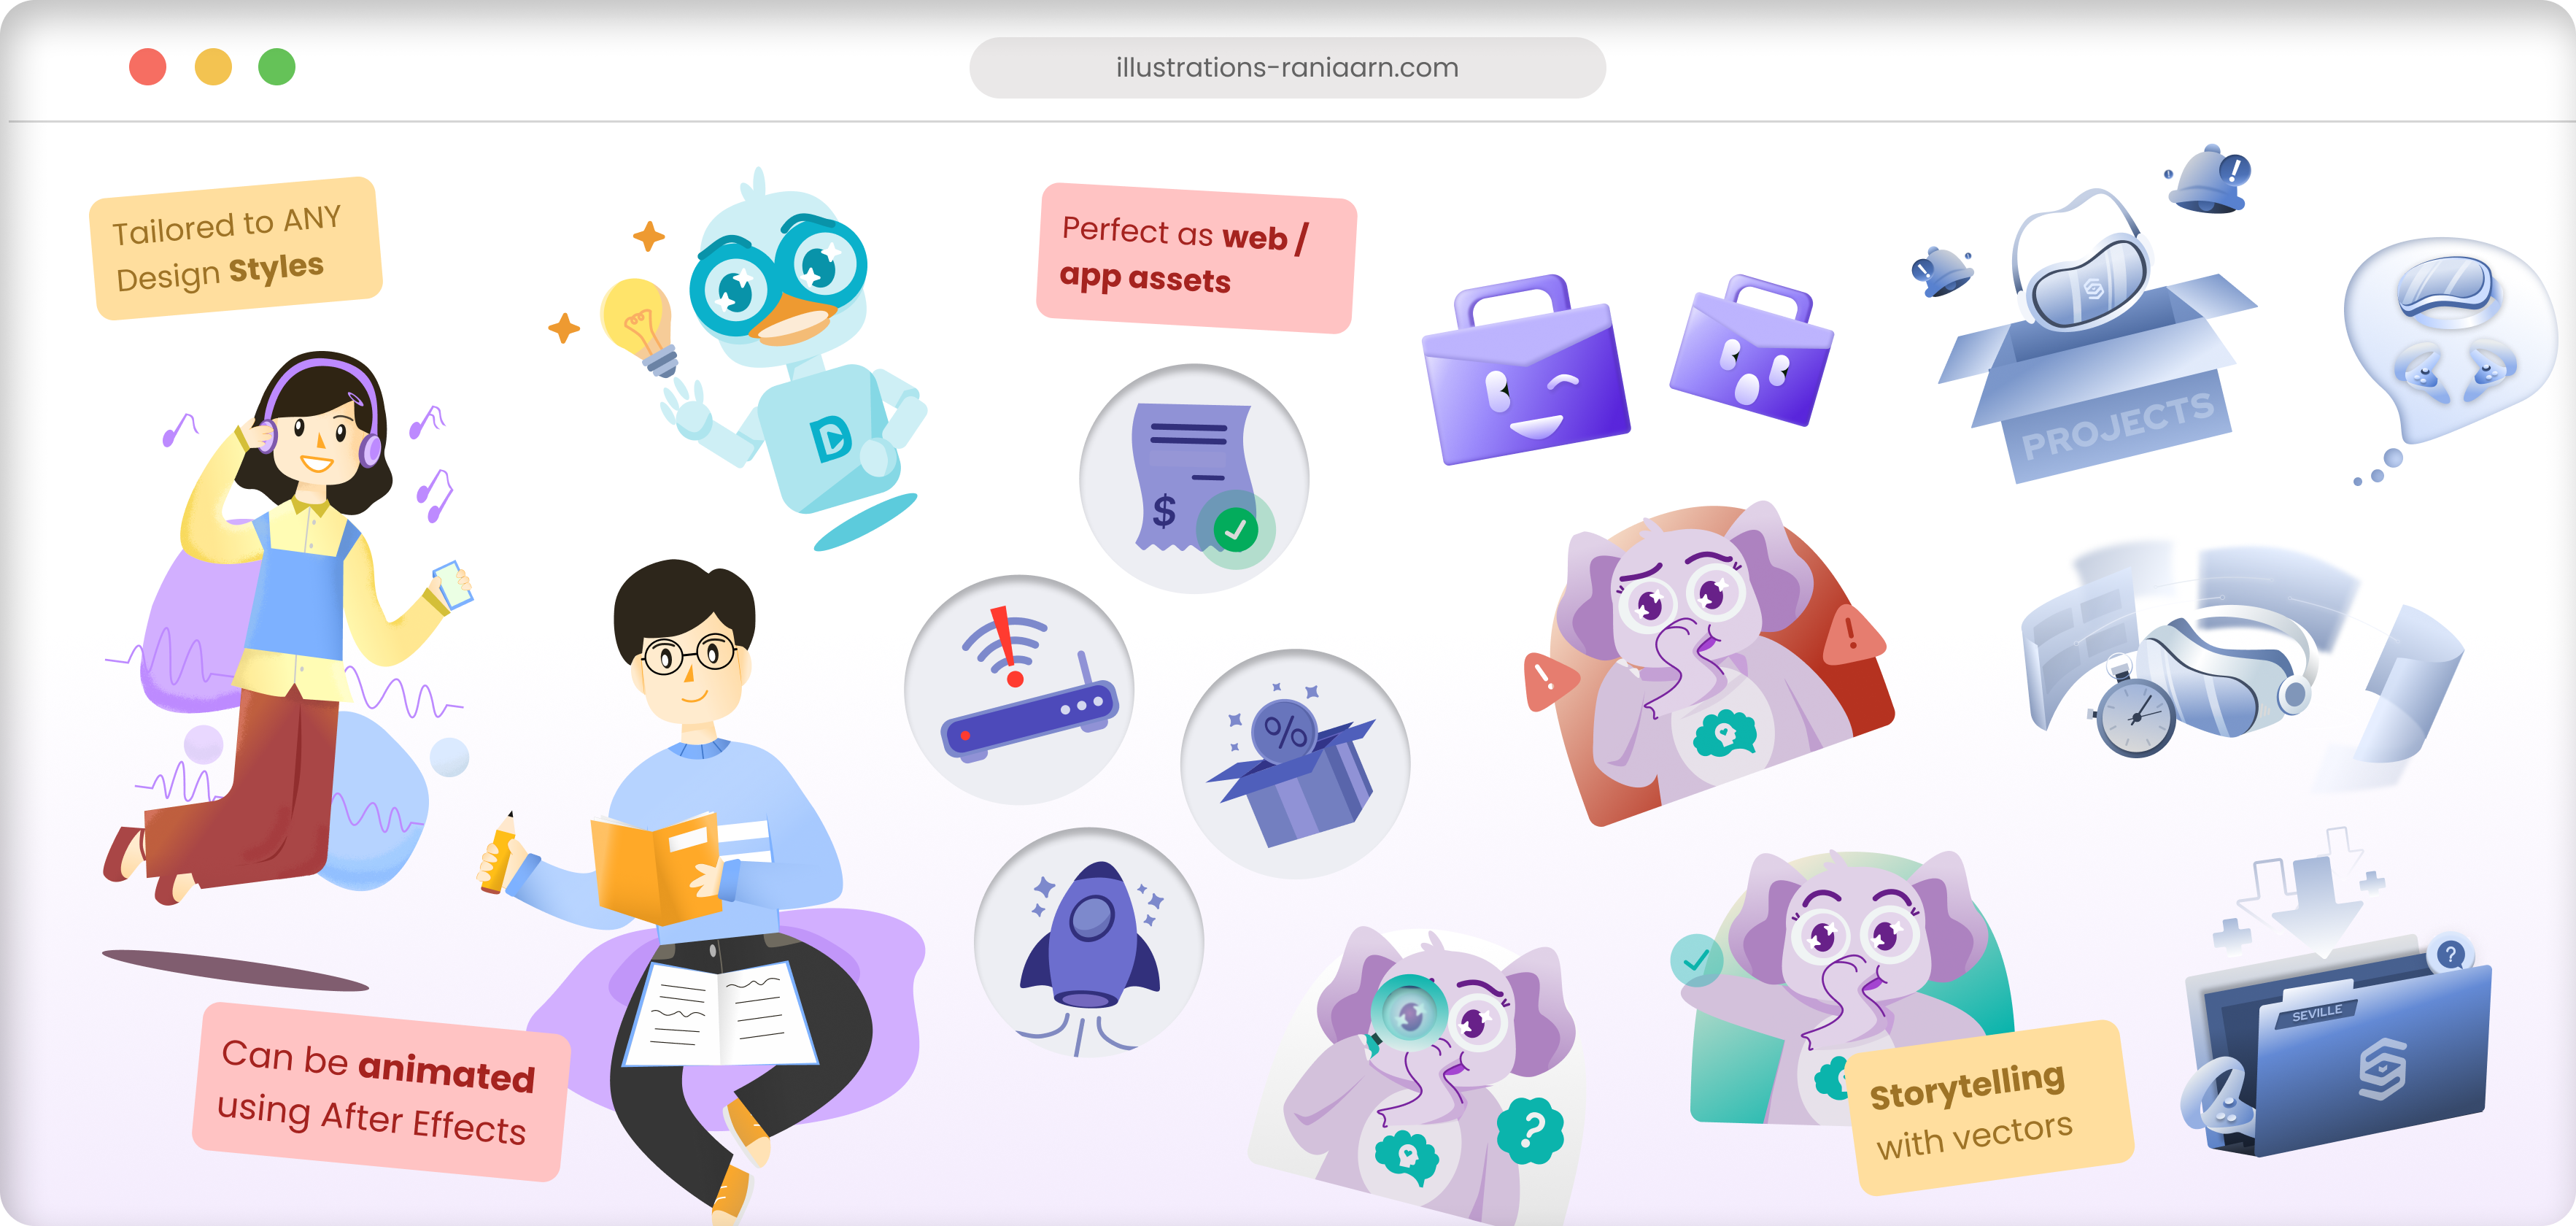 illustrations-raniaarn.com
Tailored to ANY
Design Styles
Perfect as web /
app assets
D
$
%
PROJECTS
Can be animated
using After Effects
Storytelling
with vectors
SEVILLE
?
?